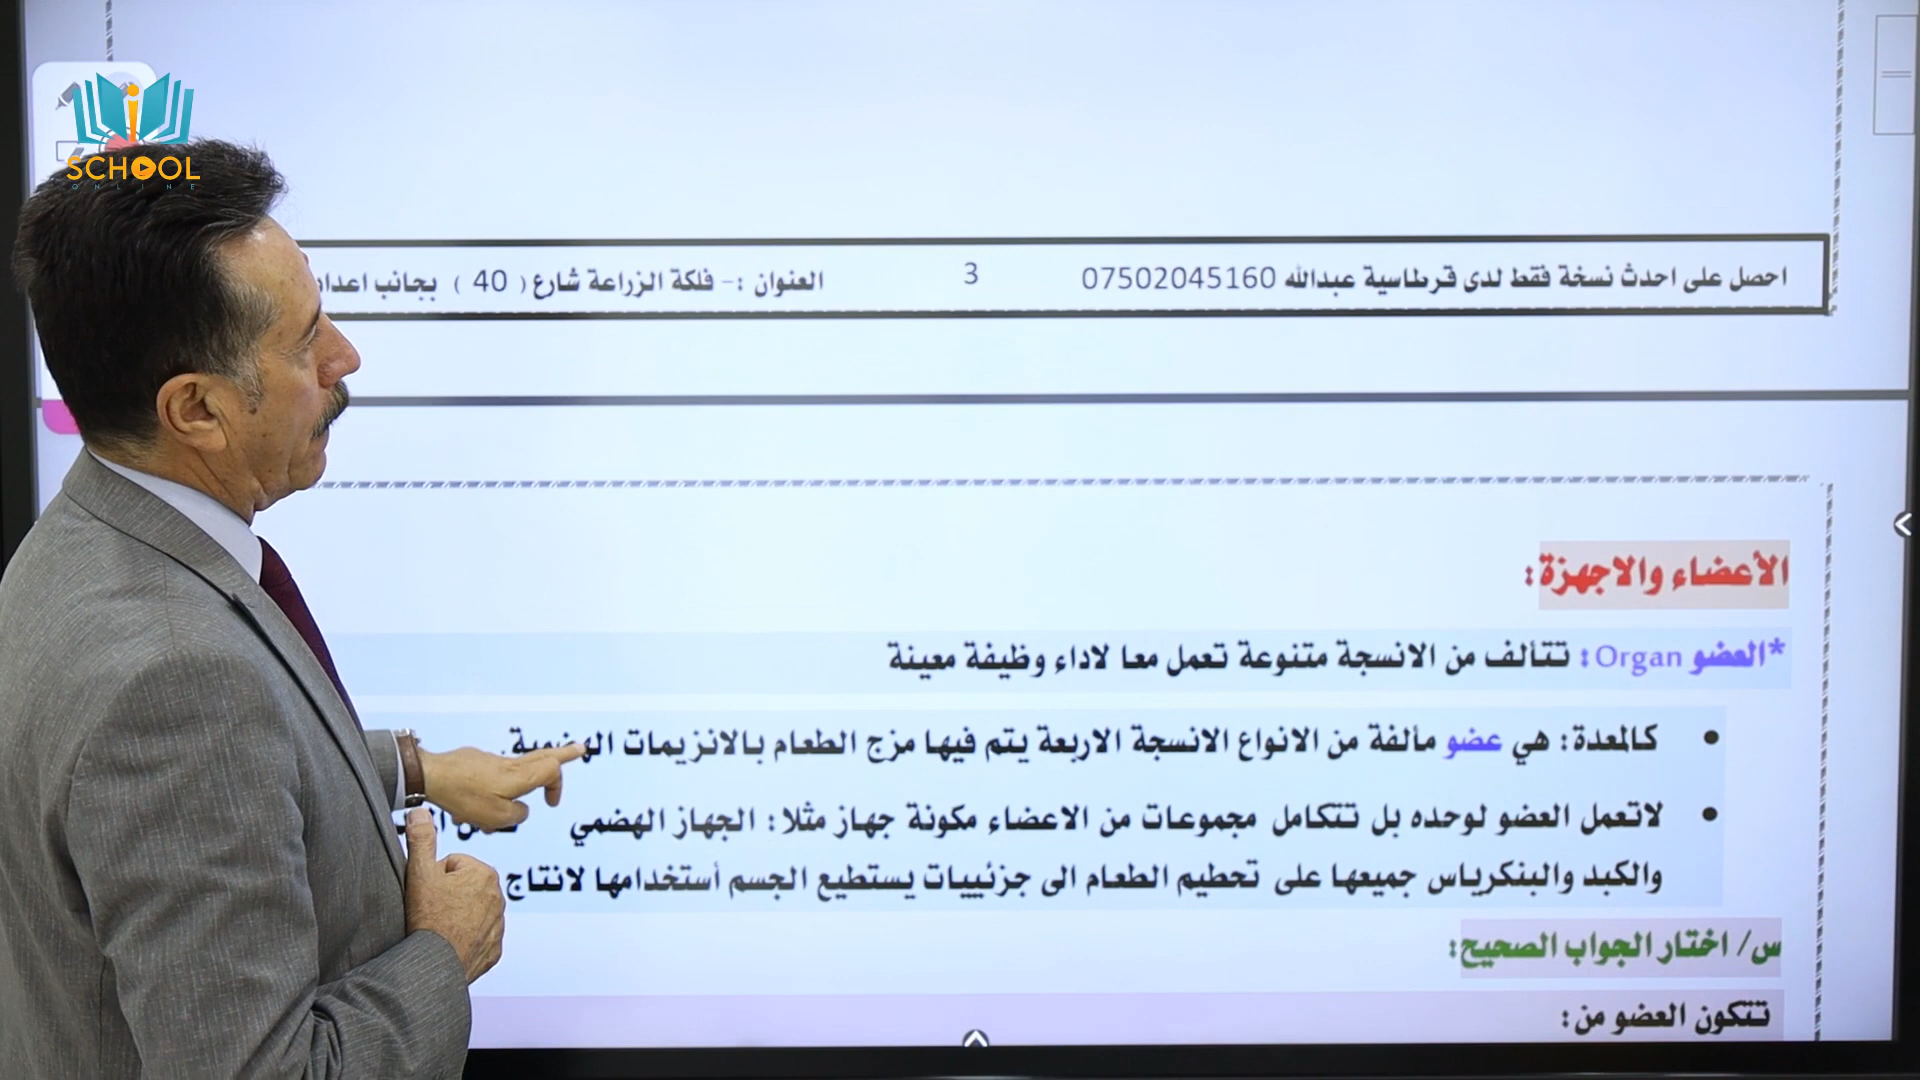 i
SCHOOL
ONLINE
احصل على احدث نسخة فقط لدى قرطاسية عبدالله 07502045160 3 العنوان :- فلكة الزراعة شارع ( 40 ) بجانب
الأعضاء والاجهزة:
*العضو Organ: تتألف من الانسجة متنوعة تعمل معا لاداء وظيفة معينة
• كالمعدة: هي عضو مألفة من الانواع الانسجة الاربعة يتم فيها مزج الطعام بالانزيمات الهضمية.
• لاتعمل العضو لوحده بل تتكامل مجموعات من الاعضاء مكونة جهاز مثلا: الجهاز الهضمي
والكبد والبنكرياس جميعها على تحطيم الطعام الى جزئييات يستطيع الجسم أستخدامها لانتاج
س/ اختار الجواب الصحيح:
تتكون العضو من: